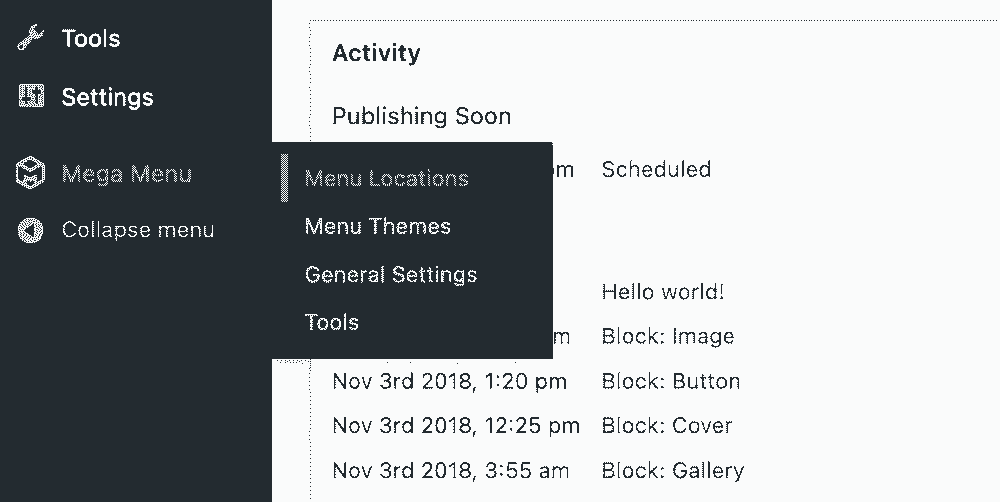 Tools
Settings
Mega Menu
Collapse menu
Menu Locations
Menu Themes
General Settings
Tools
Activity
Publishing Soon
pm Scheduled
Hello world!
m Block: Image
Nov 3rd 2018, 1:20 pm Block: Button
Nov 3rd 2018, 12:25 pm Block: Cover
Nov 3rd 2018, 3:55 am Block: Gallery